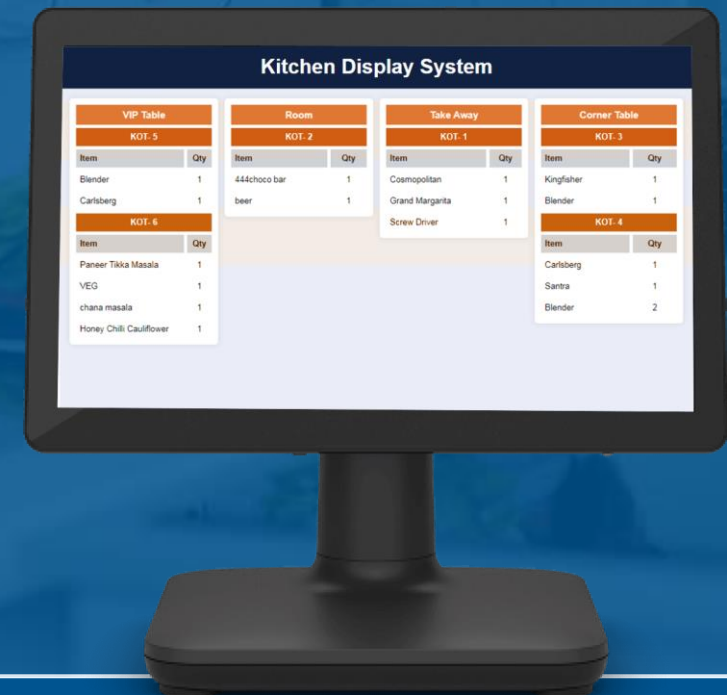 Kitchen Display System
VIP Table
KOT- 5
Item Qty
Blender 1
Carlsberg 1
KOT- 6
Item Qty
Paneer Tikka Masala 1
VEG 1
chana masala 1
Honey Chilli Cauliflower 1
Room
KOT- 2
Item Qty
444choco bar 1
beer 1
Take Away
KOT- 1
Item Qty
Cosmopolitan 1
Grand Margarita 1
Screw Driver 1
Corner Table
KOT- 3
Item Qty
Kingfisher 1
Blender 1
KOT- 4
Item Qty
Carlsberg 1
Santra 1
Blender 2